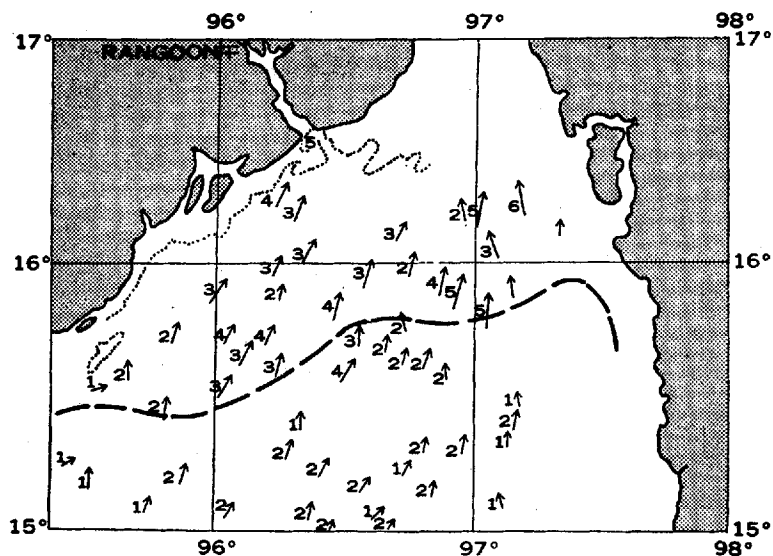 96° 97° 98°
17° 17°
RANGOON
5
4 3 2 5 6
3
3 3
16° 3 3 2 16°
3 2 4 5
4 5
2 4 4 3 2
3 2
1 2 3 3 4 2 2 2
2
1 1 2
1 1
2 2 2
1 1 2 2 1
2 2
1 2 2 1 1
15° 2 2 15°
96° 97° 98°